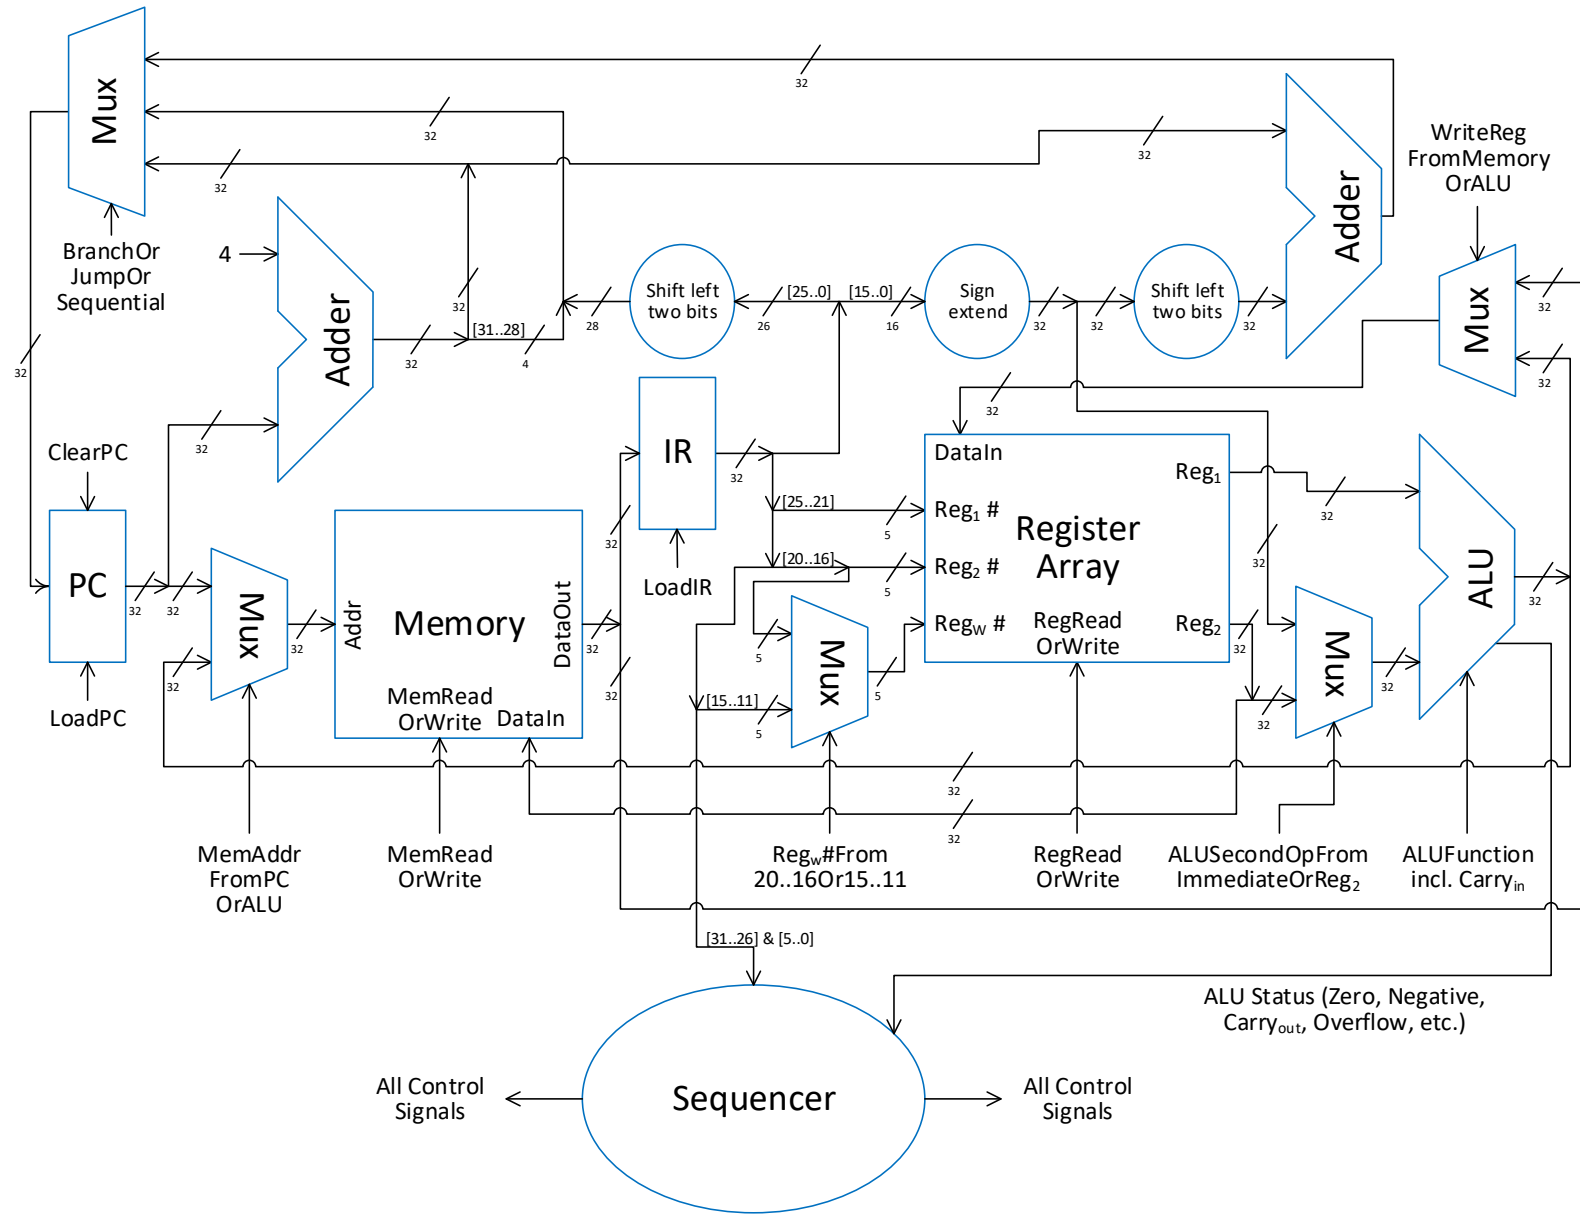 32
Mux
32
32
32
WriteReg
FromMemory
OrALU
BranchOr
JumpOr
Sequential
4
Adder
32
[31..28]
4
32
28
Shift left
two bits
26
[25..0]
[15..0]
16
Sign
extend
32
32
Shift left
two bits
32
Adder
Mux
32
32
32
32
32
ClearPC
PC
LoadPC
32
32
32
Mux
32
Addr
Memory
DataOut
MemRead
OrWrite
DataIn
32
32
32
IR
LoadIR
32
[25..21]
5
[20..16]
5
5
[15..11]
5
Mux
5
DataIn
Reg1 #
Reg2 #
RegW #
Register
Array
RegRead
OrWrite
Reg1
Reg2
32
32
32
32
32
Mux
32
ALU
32
32
32
MemAddr
FromPC
OrALU
MemRead
OrWrite
Regw#From
20..16Or15..11
RegRead
OrWrite
ALUSecondOpFrom
ImmediateOrReg2
ALUFunction
incl. Carryin
[31..26] & [5..0]
ALU Status (Zero, Negative,
Carryout, Overflow, etc.)
Sequencer
All Control
Signals
All Control
Signals